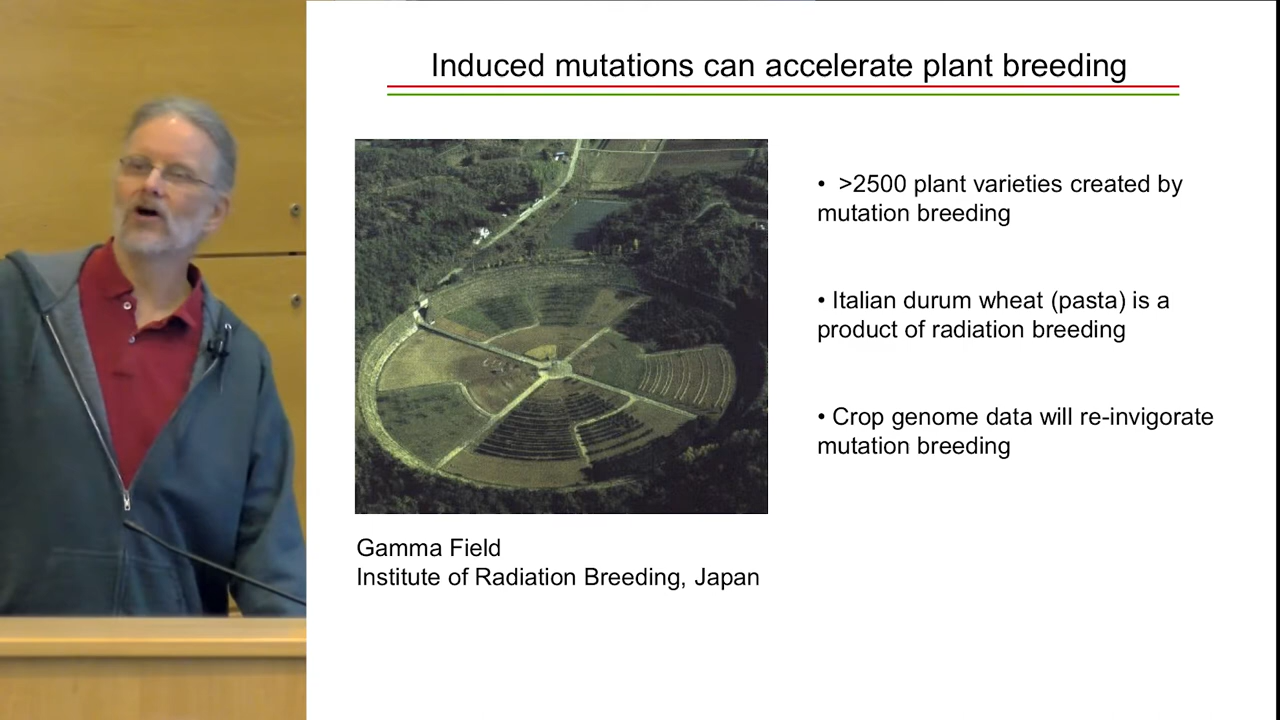 Induced mutations can accelerate plant breeding
• >2500 plant varieties created by
mutation breeding
• Italian durum wheat (pasta) is a
product of radiation breeding
• Crop genome data will re-invigorate
mutation breeding
Gamma Field
Institute of Radiation Breeding, Japan